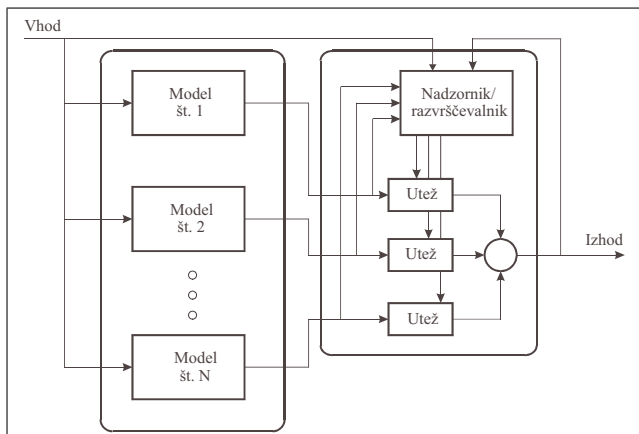 Vhod
Model
št. 1
Model
št. 2
Model
št. N
Nadzornik/
razvrščevalnik
Utež
Utež
Utež
Izhod